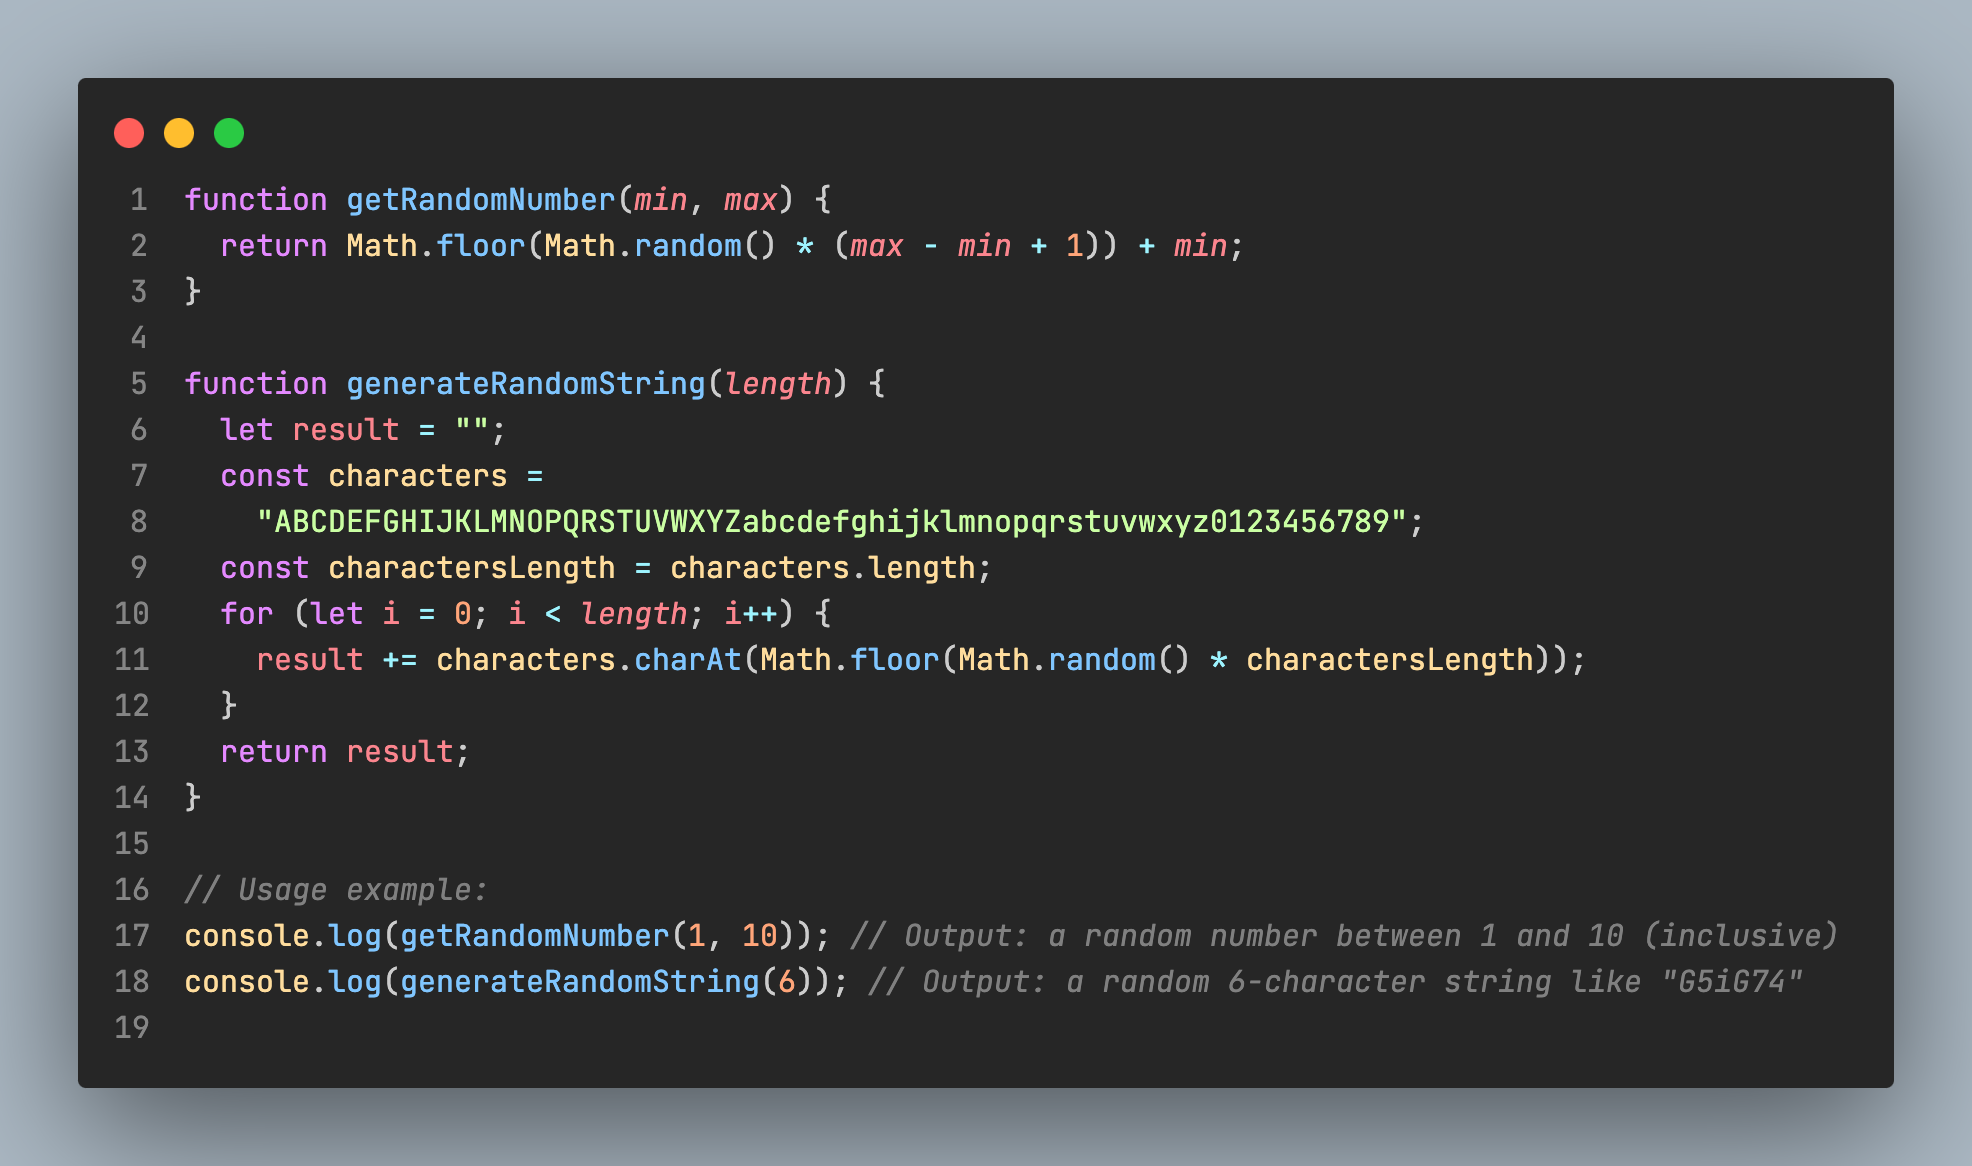 1 function getRandomNumber(min, max) {
2   return Math.floor(Math.random() * (max - min + 1)) + min;
3 }
4
5 function generateRandomString(length) {
6   let result = "";
7   const characters =
8     "ABCDEFGHIJKLMNOPQRSTUVWXYZabcdefghijklmnopqrstuvwxyz0123456789";
9   const charactersLength = characters.length;
10   for (let i = 0; i < length; i++) {
11     result += characters.charAt(Math.floor(Math.random() * charactersLength));
12   }
13   return result;
14 }
15
16 // Usage example:
17 console.log(getRandomNumber(1, 10)); // Output: a random number between 1 and 10 (inclusive)
18 console.log(generateRandomString(6)); // Output: a random 6-character string like "G5iG74"
19